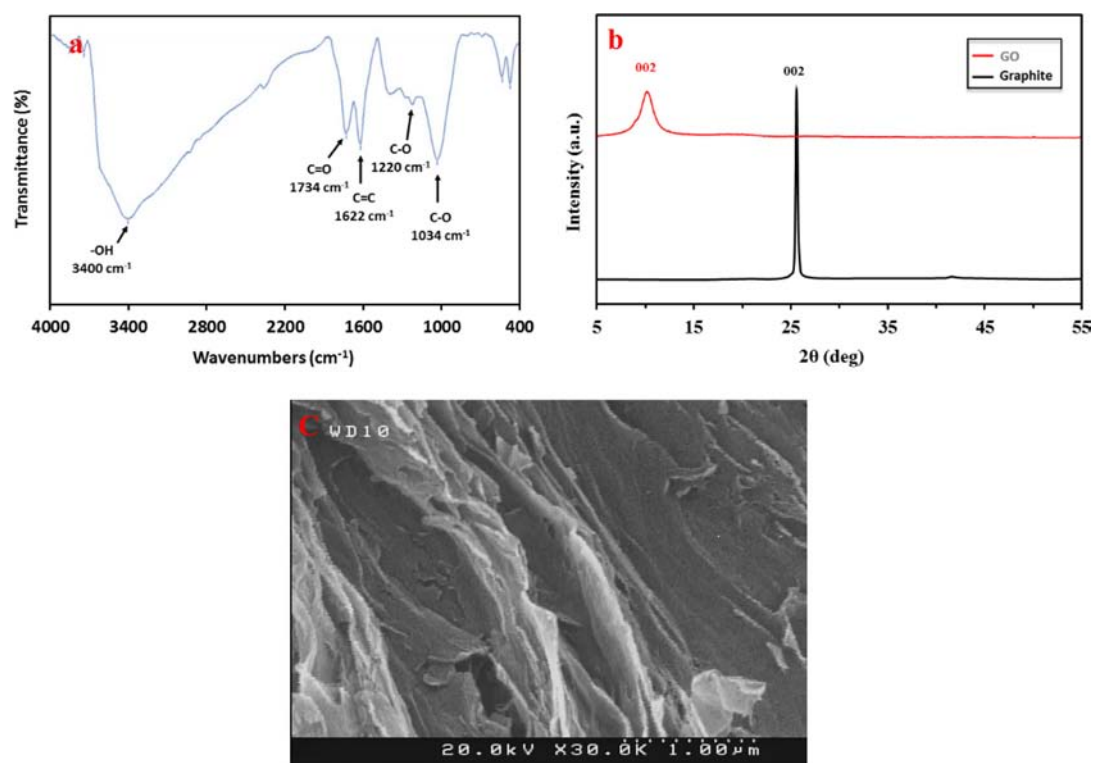 a
Transmittance (%)
C=O
1734 cm⁻¹
C=C
1622 cm⁻¹
C-O
1220 cm⁻¹
C-O
1034 cm⁻¹
-OH
3400 cm⁻¹
4000 3400 2800 2200 1600 1000 400
Wavenumbers (cm⁻¹)
b
GO
Graphite
002
002
Intensity (a.u.)
5 15 25 35 45 55
2θ (deg)
C WD10
20.0kV X30.0K 1.00μm